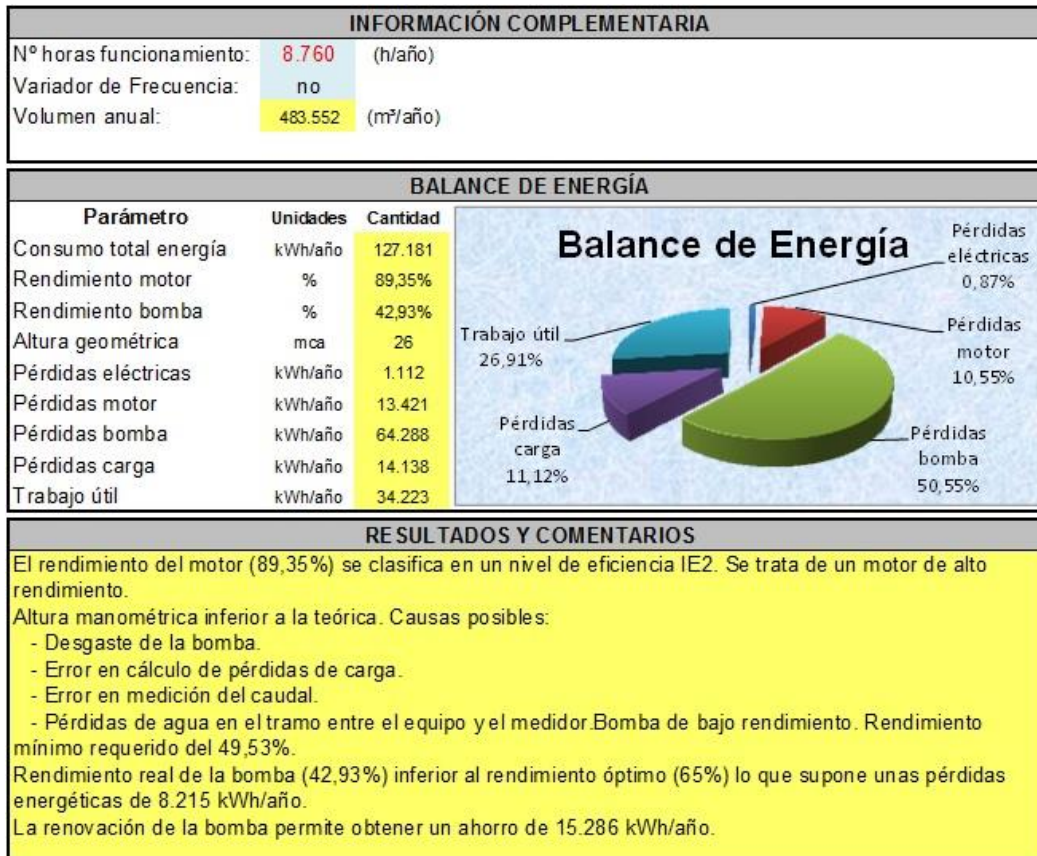 INFORMACIÓN COMPLEMENTARIA
Nº horas funcionamiento: 8.760 (h/año)
Variador de Frecuencia: no
Volumen anual: 483.552 (m³/año)
BALANCE DE ENERGÍA
Parámetro Unidades Cantidad
Consumo total energía kWh/año 127.181
Rendimiento motor % 89,35%
Rendimiento bomba % 42,93%
Altura geométrica mca 26
Pérdidas eléctricas kWh/año 1.112
Pérdidas motor kWh/año 13.421
Pérdidas bomba kWh/año 64.288
Pérdidas carga kWh/año 14.138
Trabajo útil kWh/año 34.223
Balance de Energía
Pérdidas
eléctricas
0,87%
Pérdidas
motor
10,55%
Pérdidas
bomba
50,55%
Pérdidas
carga
11,12%
Trabajo útil
26,91%
RESULTADOS Y COMENTARIOS
El rendimiento del motor (89,35%) se clasifica en un nivel de eficiencia IE2. Se trata de un motor de alto
rendimiento.
Altura manométrica inferior a la teórica. Causas posibles:
- Desgaste de la bomba.
- Error en cálculo de pérdidas de carga.
- Error en medición del caudal.
- Pérdidas de agua en el tramo entre el equipo y el medidor.Bomba de bajo rendimiento. Rendimiento
mínimo requerido del 49,53%.
Rendimiento real de la bomba (42,93%) inferior al rendimiento óptimo (65%) lo que supone unas pérdidas
energéticas de 8.215 kWh/año.
La renovación de la bomba permite obtener un ahorro de 15.286 kWh/año.